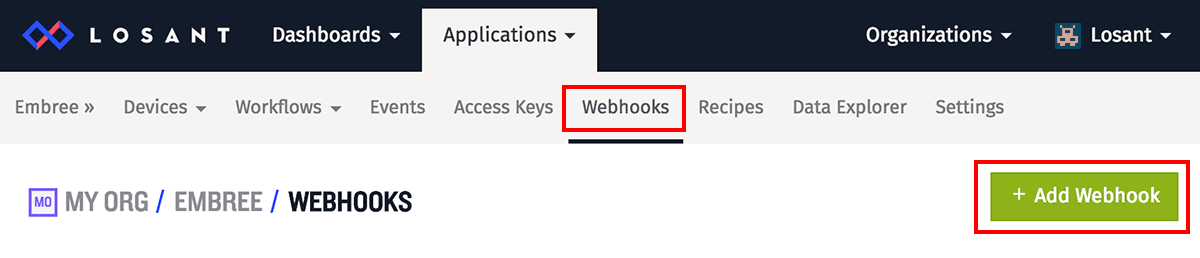 LOSANT Dashboards Applications Organizations Losant
Embree » Devices Workflows Events Access Keys Webhooks Recipes Data Explorer Settings
MO MY ORG / EMBREE / WEBHOOKS + Add Webhook